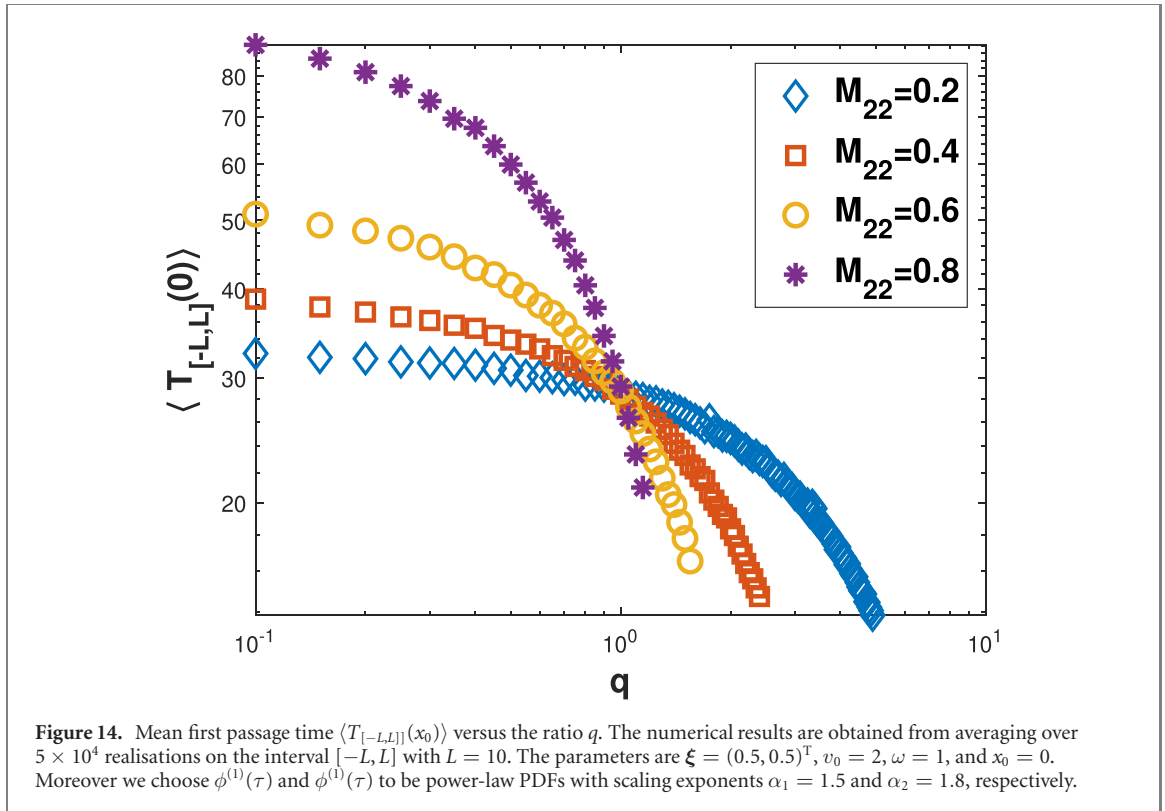 80
70
60
50
40
30
20
⟨ T[-L,L](0)⟩
M22=0.2
M22=0.4
M22=0.6
M22=0.8
10-1
100
101
q
Figure 14. Mean first passage time ⟨T[−L,L]](x0)⟩ versus the ratio q. The numerical results are obtained from averaging over
5 × 104 realisations on the interval [−L, L] with L = 10. The parameters are ξ = (0.5, 0.5)T, v0 = 2, ω = 1, and x0 = 0.
Moreover we choose ϕ(1)(τ) and ϕ(1)(τ) to be power-law PDFs with scaling exponents α1 = 1.5 and α2 = 1.8, respectively.